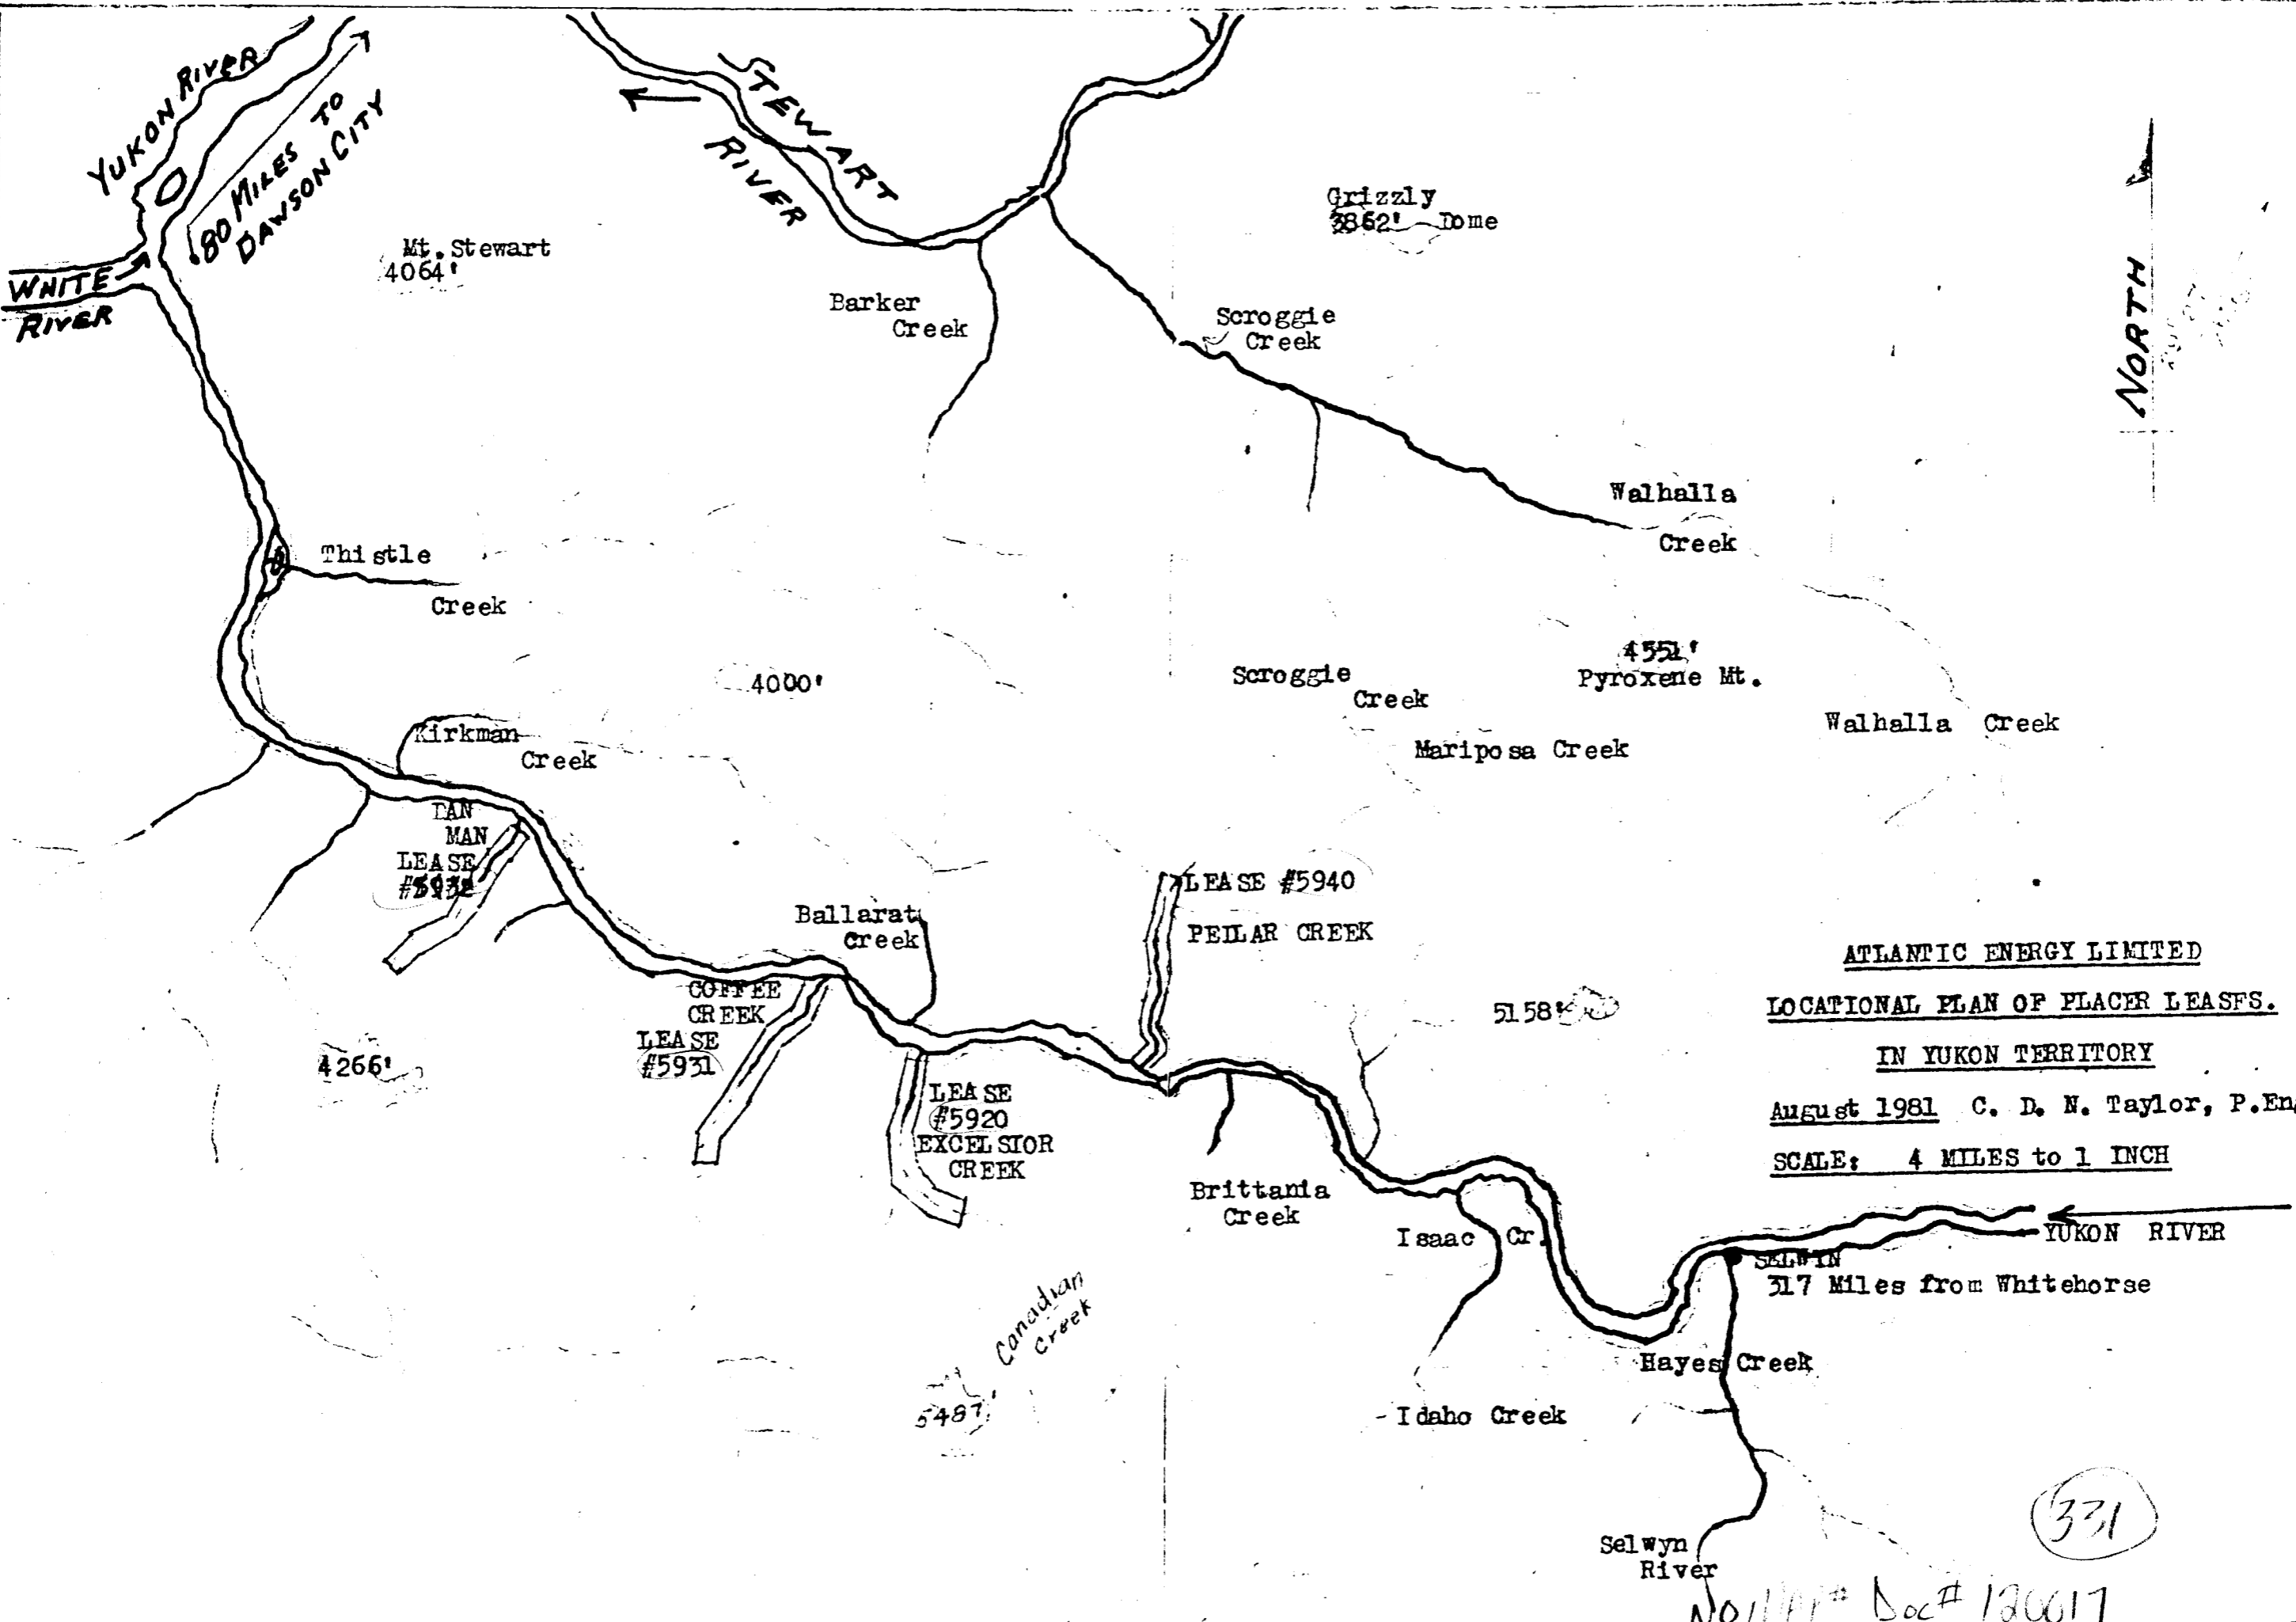 YUKON RIVER
80 MILES TO
DAWSON CITY
WHITE
RIVER
STEWART
RIVER
Mt. Stewart
4064'
Barker
Creek
Grizzly
3862' Dome
Scroggie
Creek
NORTH
Walhalla
Creek
Thistle
Creek
4000'
Scroggie
Creek
4551'
Pyroxene Mt.
Mariposa Creek
Walhalla Creek
Kirkman
Creek
DAN
MAN
LEASE
Ballarat
Creek
LEASE #5940
PEDLAR CREEK
COFFEE
CREEK
LEASE
#5931
4266'
5158'
LEASE
#5920
EXCELSIOR
CREEK
Brittania
Creek
Isaac Cr.
ATLANTIC ENERGY LIMITED
LOCATIONAL PLAN OF PLACER LEASES.
IN YUKON TERRITORY
August 1981 C. D. N. Taylor, P.En
SCALE: 4 MILES to 1 INCH
YUKON RIVER
SELWIN
317 Miles from Whitehorse
Canadian
Creek
5487'
Hayes Creek
Idaho Creek
Selwyn
River
331
Doc# 120017